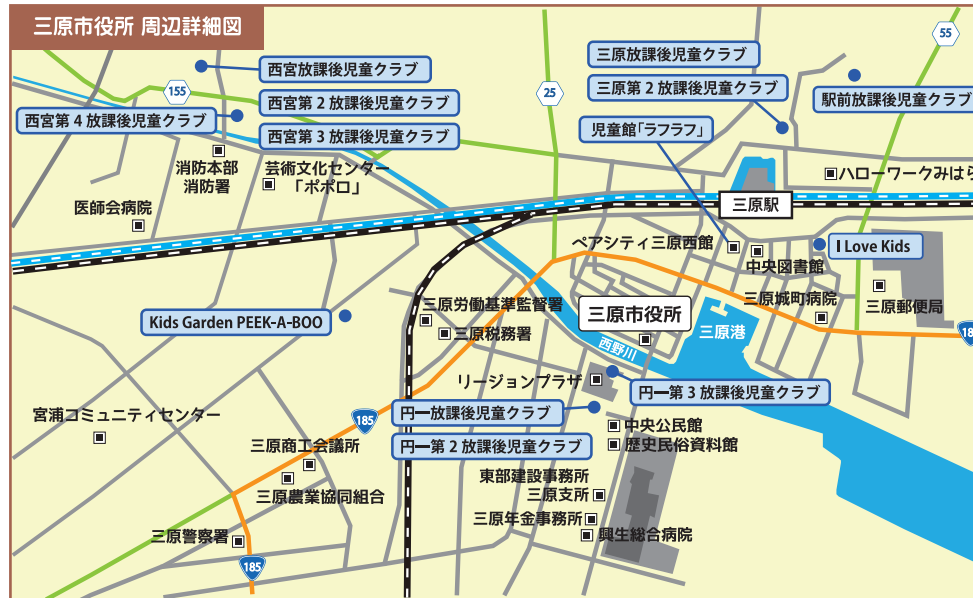 三原市役所 周辺詳細図
55
三原放課後児童クラブ
西宮放課後児童クラブ
155
25
三原第2放課後児童クラブ
駅前放課後児童クラブ
西宮第2放課後児童クラブ
西宮第4放課後児童クラブ
児童館「ラフラフ」
西宮第3放課後児童クラブ
消防本部
消防署
芸術文化センター
「ポポロ」
ハローワークみはら
医師会病院
三原駅
ペアシティ三原西館
I Love Kids
中央図書館
三原労働基準監督署
三原市役所
三原城町病院
三原郵便局
Kids Garden PEEK-A-BOO
三原税務署
三原港
18
西野川
リージョンプラザ
円一第3放課後児童クラブ
宮浦コミュニティセンター
円一放課後児童クラブ
185
中央公民館
三原商工会議所
円一第2放課後児童クラブ
歴史民俗資料館
東部建設事務所
三原支所
三原農業協同組合
三原年金事務所
三原警察署
興生総合病院
185